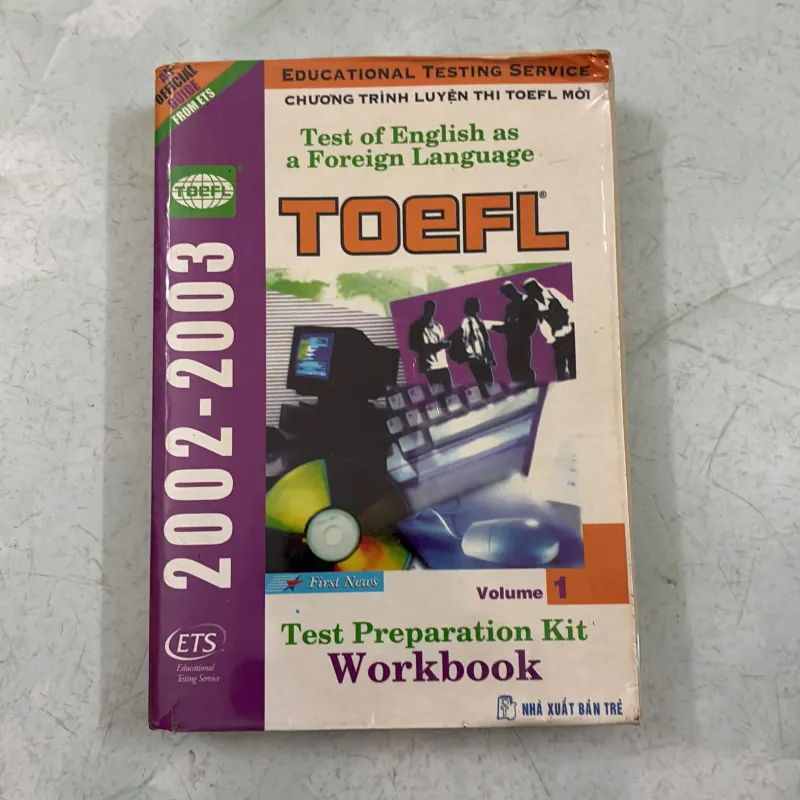 AN
OFFICIAL
GUIDE
FROM ETS
EDUCATIONAL TESTING SERVICE
CHƯƠNG TRÌNH LUYỆN THI TOEFL MỚI
Test of English as
a Foreign Language
TOEFL
TOEFL®
2002-2003
First News
Volume 1
ETS
Educational
Testing Service
Test Preparation Kit
Workbook
NHÀ XUẤT BẢN TRẺ